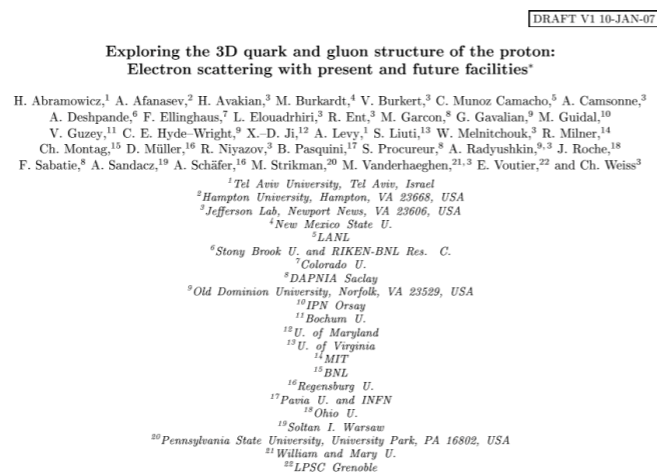 DRAFT V1 10-JAN-07
Exploring the 3D quark and gluon structure of the proton:
Electron scattering with present and future facilities*
H. Abramowicz,1 A. Afanasev,2 H. Avakian,3 M. Burkardt,4 V. Burkert,3 C. Munoz Camacho,5 A. Camsonne,3
A. Deshpande,6 F. Ellinghaus,7 L. Elouadrhiri,3 R. Ent,3 M. Garcon,8 G. Gavalian,9 M. Guidal,10
V. Guzey,11 C. E. Hyde–Wright,9 X.–D. Ji,12 A. Levy,1 S. Liuti,13 W. Melnitchouk,3 R. Milner,14
Ch. Montag,15 D. Müller,16 R. Niyazov,3 B. Pasquini,17 S. Procureur,8 A. Radyushkin,9, 3 J. Roche,18
F. Sabatie,8 A. Sandacz,19 A. Schäfer,16 M. Strikman,20 M. Vanderhaeghen,21, 3 E. Voutier,22 and Ch. Weiss3
1Tel Aviv University, Tel Aviv, Israel
2Hampton University, Hampton, VA 23668, USA
3Jefferson Lab, Newport News, VA 23606, USA
4New Mexico State U.
5LANL
6Stony Brook U. and RIKEN-BNL Res. C.
7Colorado U.
8DAPNIA Saclay
9Old Dominion University, Norfolk, VA 23529, USA
10IPN Orsay
11Bochum U.
12U. of Maryland
13U. of Virginia
14MIT
15BNL
16Regensburg U.
17Pavia U. and INFN
18Ohio U.
19Soltan I. Warsaw
20Pennsylvania State University, University Park, PA 16802, USA
21William and Mary U.
22LPSC Grenoble